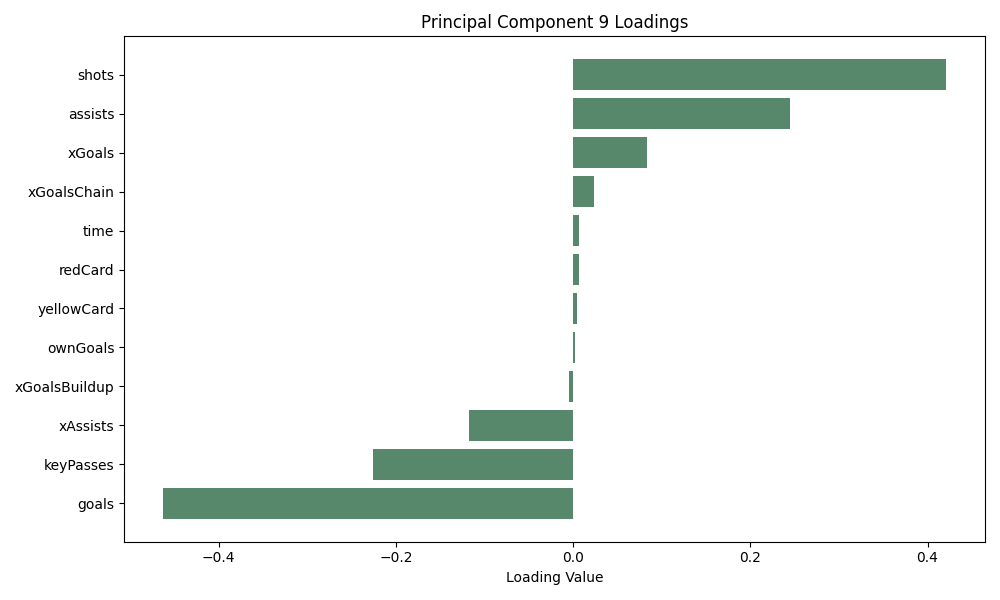 Principal Component 9 Loadings
shots
assists
xGoals
xGoalsChain
time
redCard
yellowCard
ownGoals
xGoalsBuildup
xAssists
keyPasses
goals
−0.4
−0.2
0.0
0.2
0.4
Loading Value